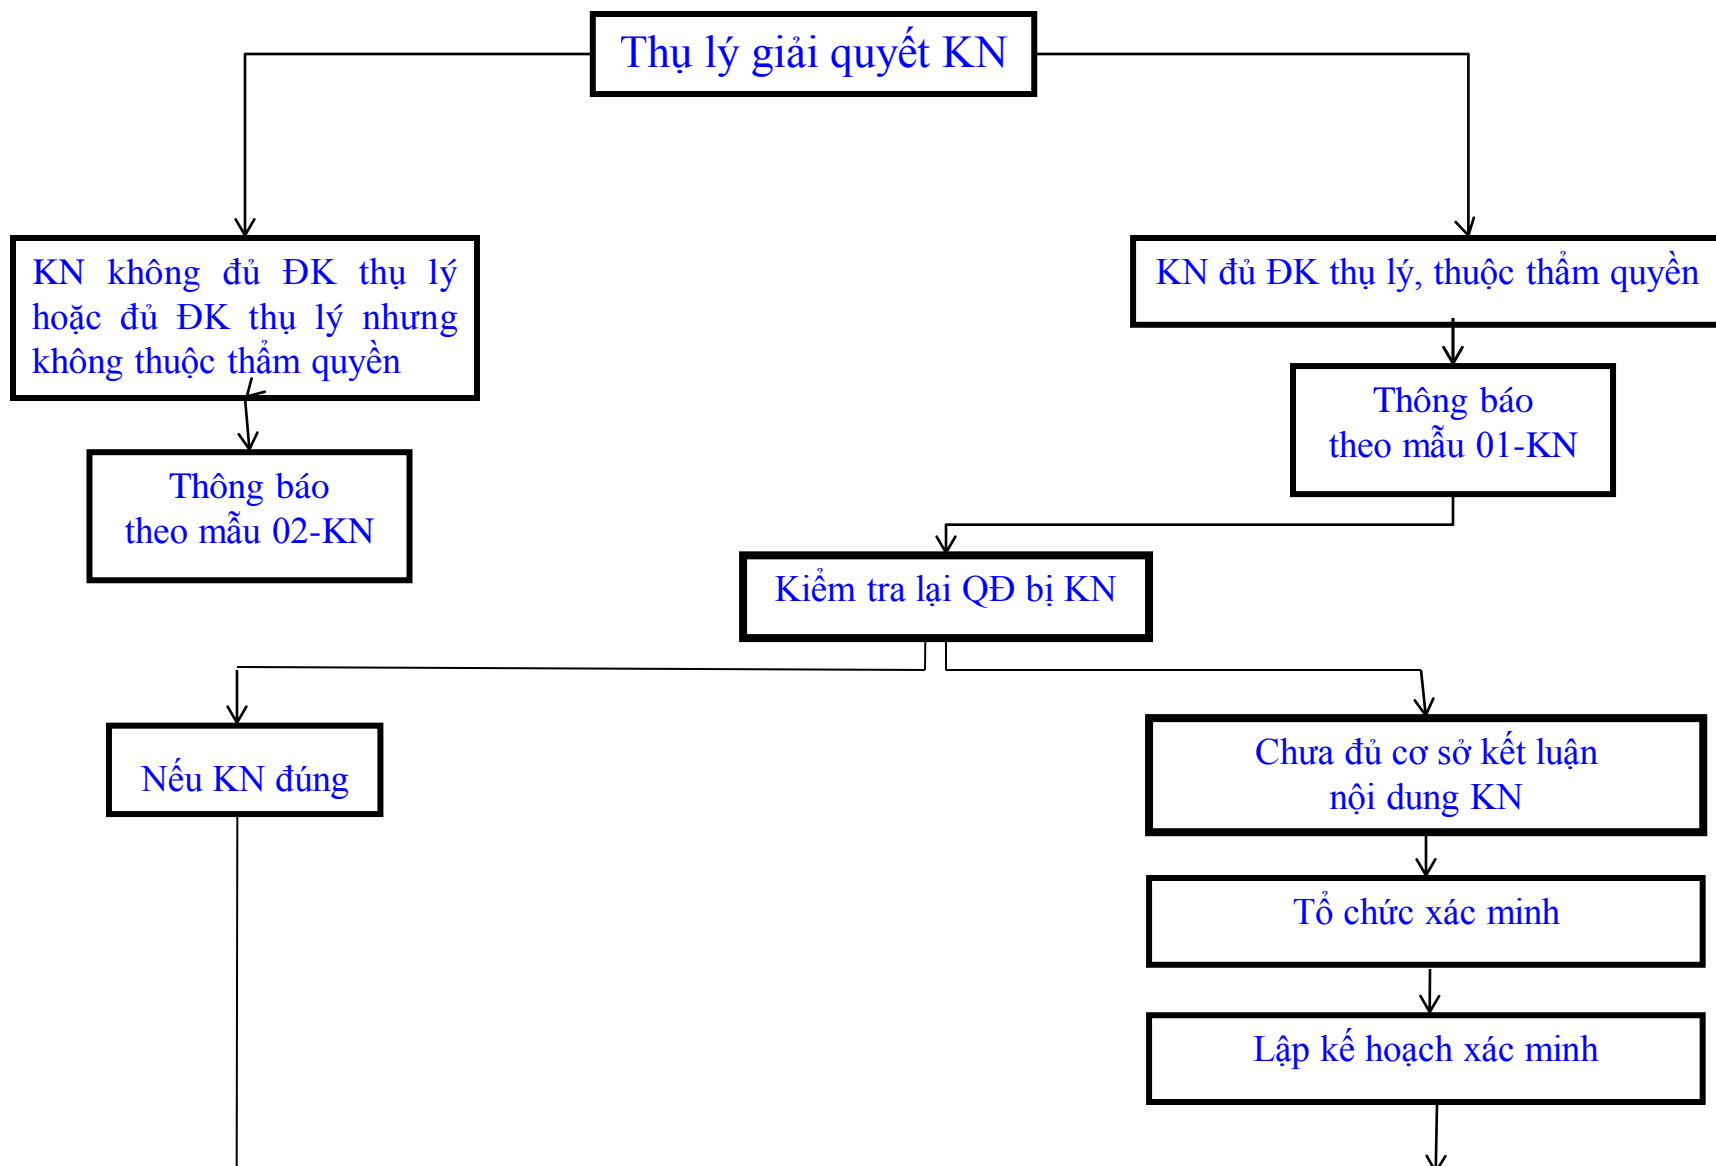 Thụ lý giải quyết KN
KN không đủ ĐK thụ lý
hoặc đủ ĐK thụ lý nhưng
không thuộc thẩm quyền
KN đủ ĐK thụ lý, thuộc thẩm quyền
Thông báo
theo mẫu 01-KN
Thông báo
theo mẫu 02-KN
Kiểm tra lại QĐ bị KN
Nếu KN đúng
Chưa đủ cơ sở kết luận
nội dung KN
Tổ chức xác minh
Lập kế hoạch xác minh